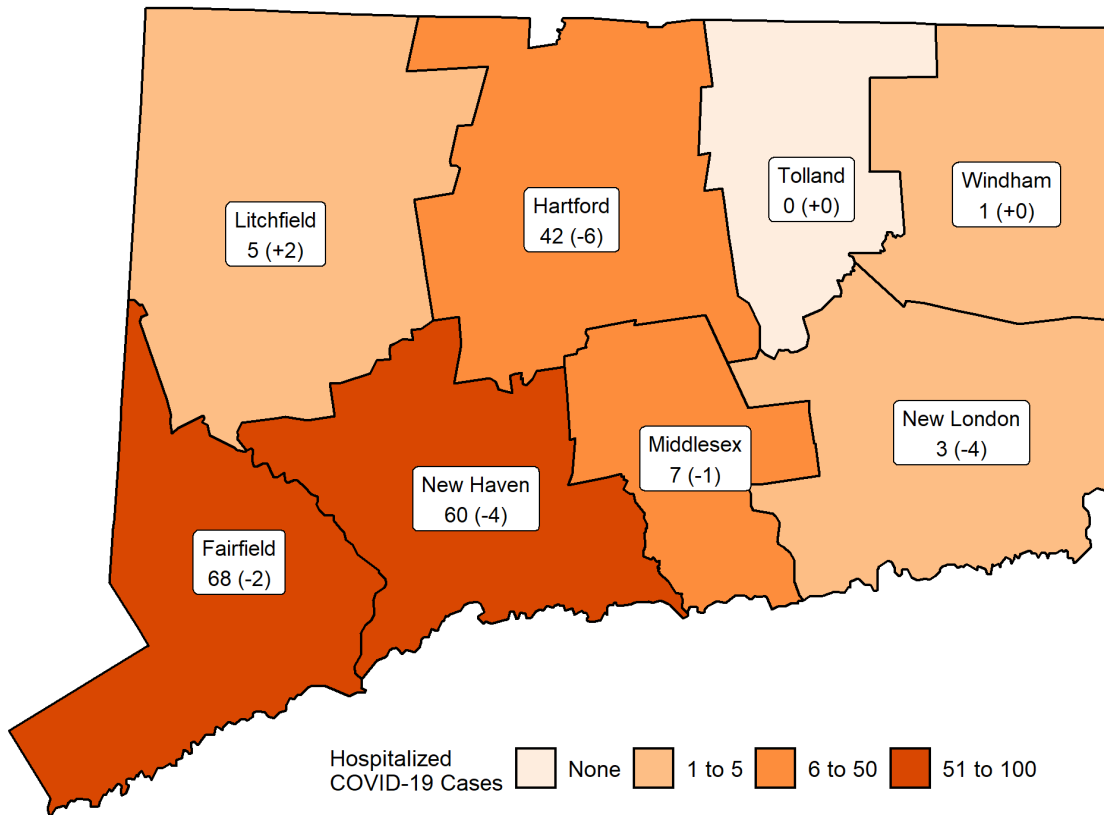 Tolland
0 (+0)
Windham
1 (+0)
Litchfield
5 (+2)
Hartford
42 (-6)
New London
3 (-4)
Middlesex
7 (-1)
New Haven
60 (-4)
Fairfield
68 (-2)
Hospitalized
COVID-19 Cases
None
1 to 5
6 to 50
51 to 100